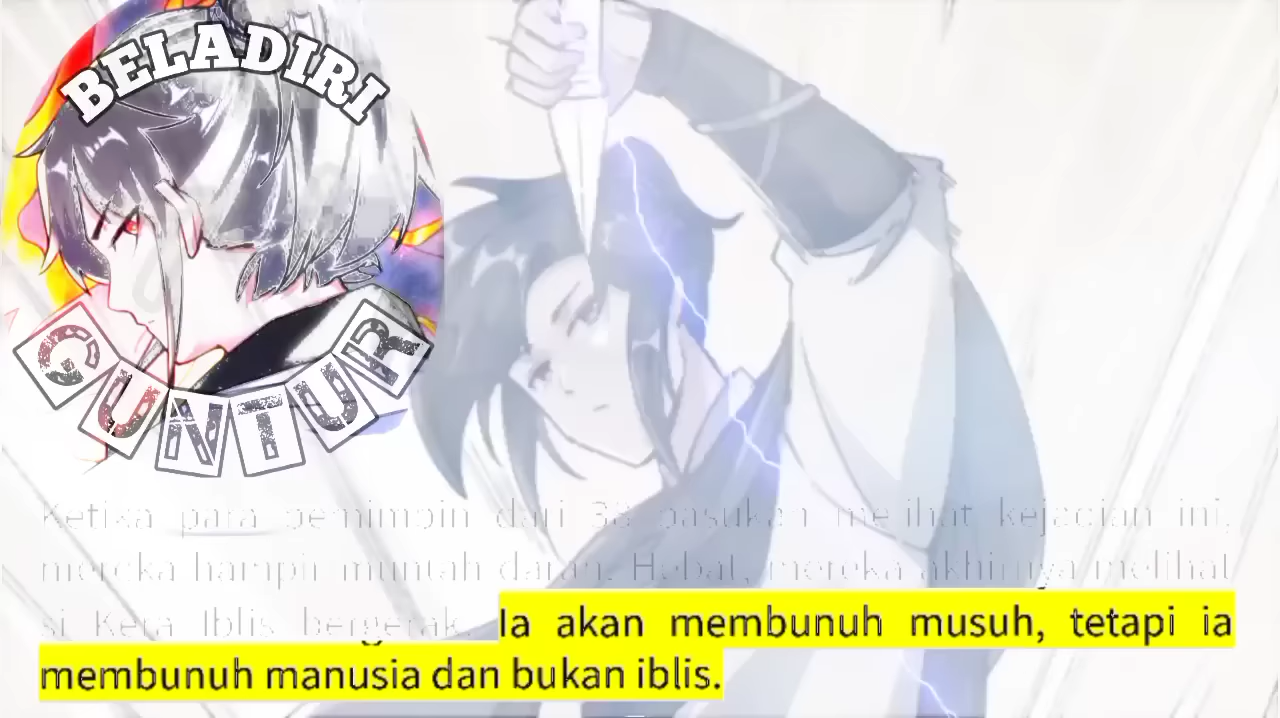 BELADIRI
GUNTUR
Ketika para pemimpin dari 36 pasukan melihat kejadian ini,
mereka hampir muntah darah. Hebat, mereka akhirnya melihat
si Kera Iblis bergerak. Ia akan membunuh musuh, tetapi ia
membunuh manusia dan bukan iblis.